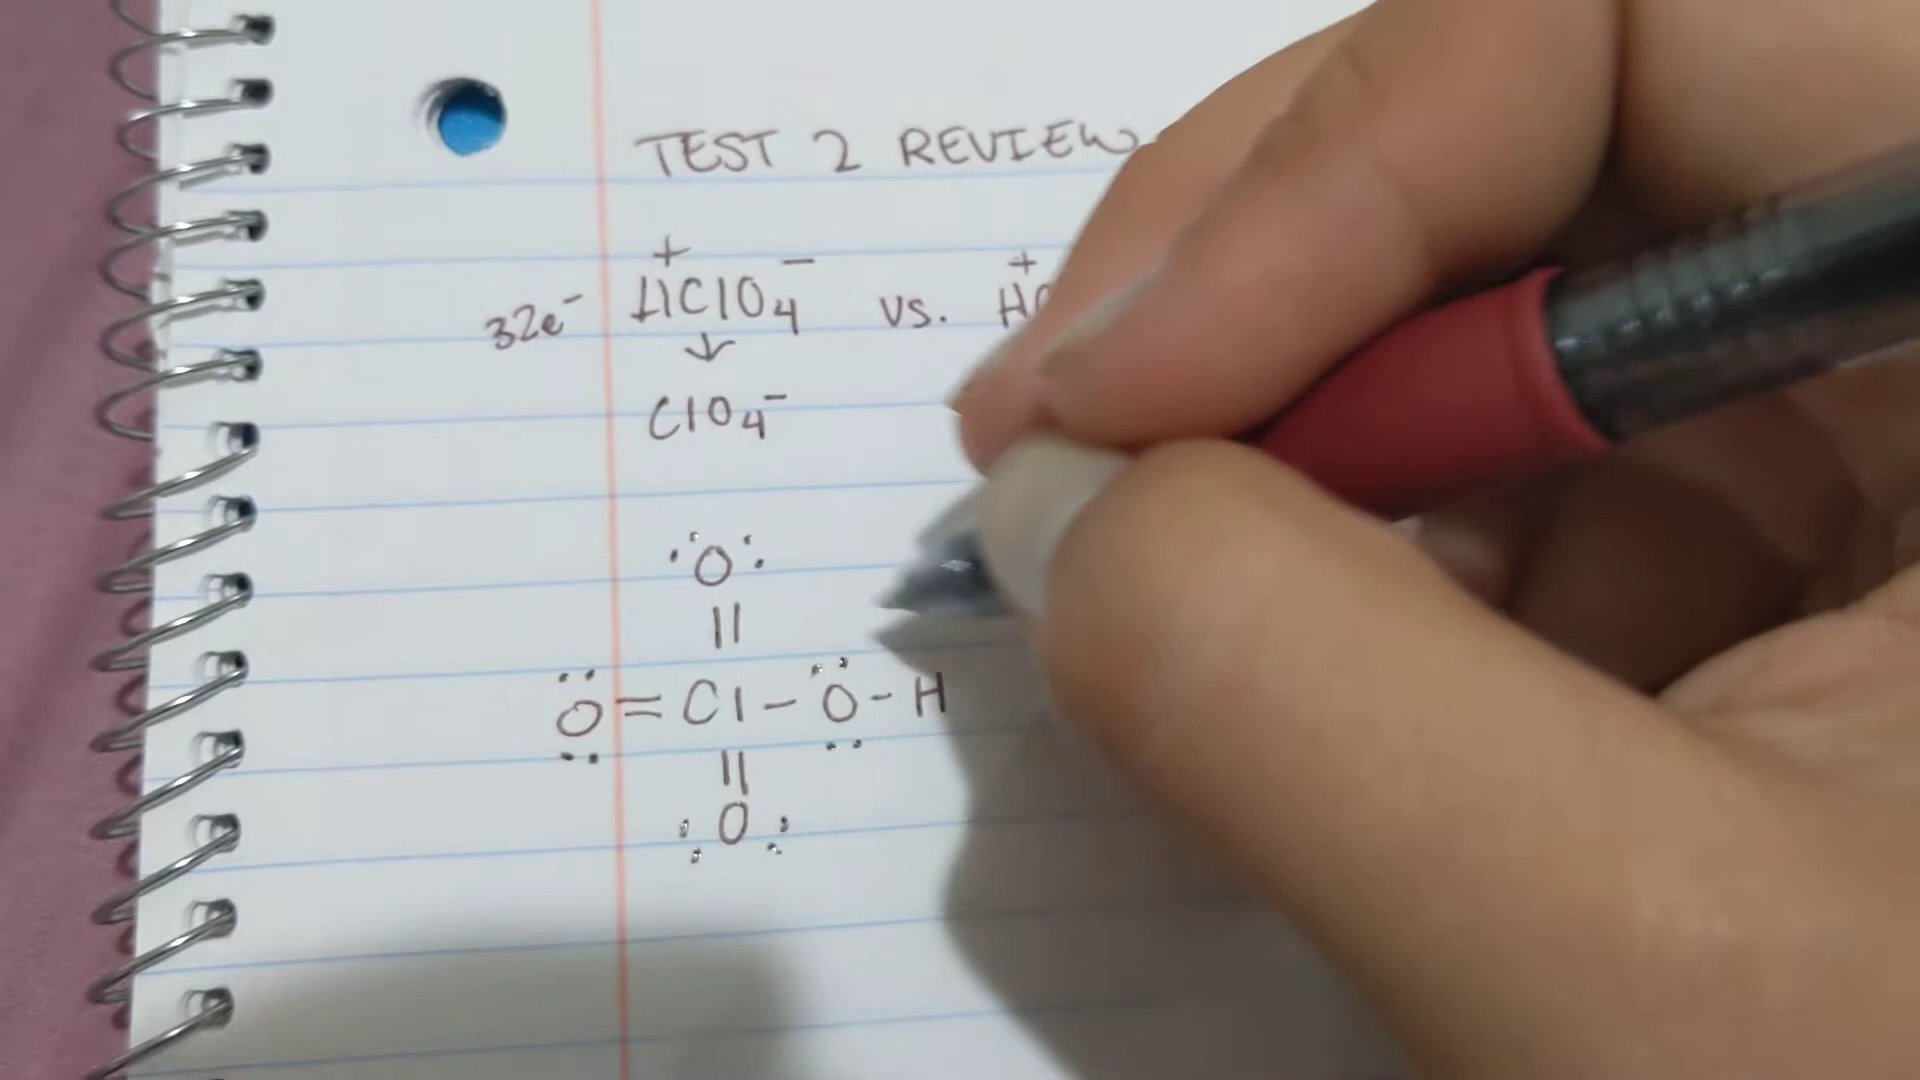 TEST 2 REVIEW
+ − +
32e⁻ HClO₄ vs. H
↓
ClO₄⁻
O
||
O = Cl – O – H
||
O